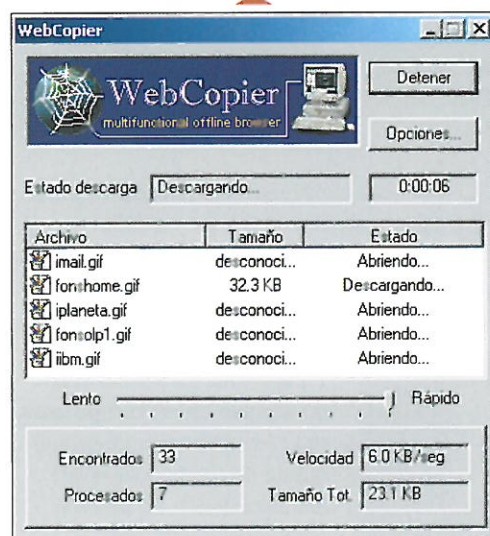 WebCopier
WebCopier
multifunctional offline browser
Detener
Opciones...
Estado descarga Descargando... 0:00:06
Archivo Tamaño Estado
imail.gif desconoci... Abriendo...
fonshome.gif 32.3 KB Descargando...
iplaneta.gif desconoci... Abriendo...
fonsolp1.gif desconoci... Abriendo...
iibm.gif desconoci... Abriendo...
Lento Rápido
Encontrados 33 Velocidad 6.0 KB/seg
Procesados 7 Tamaño Tot. 23.1 KB